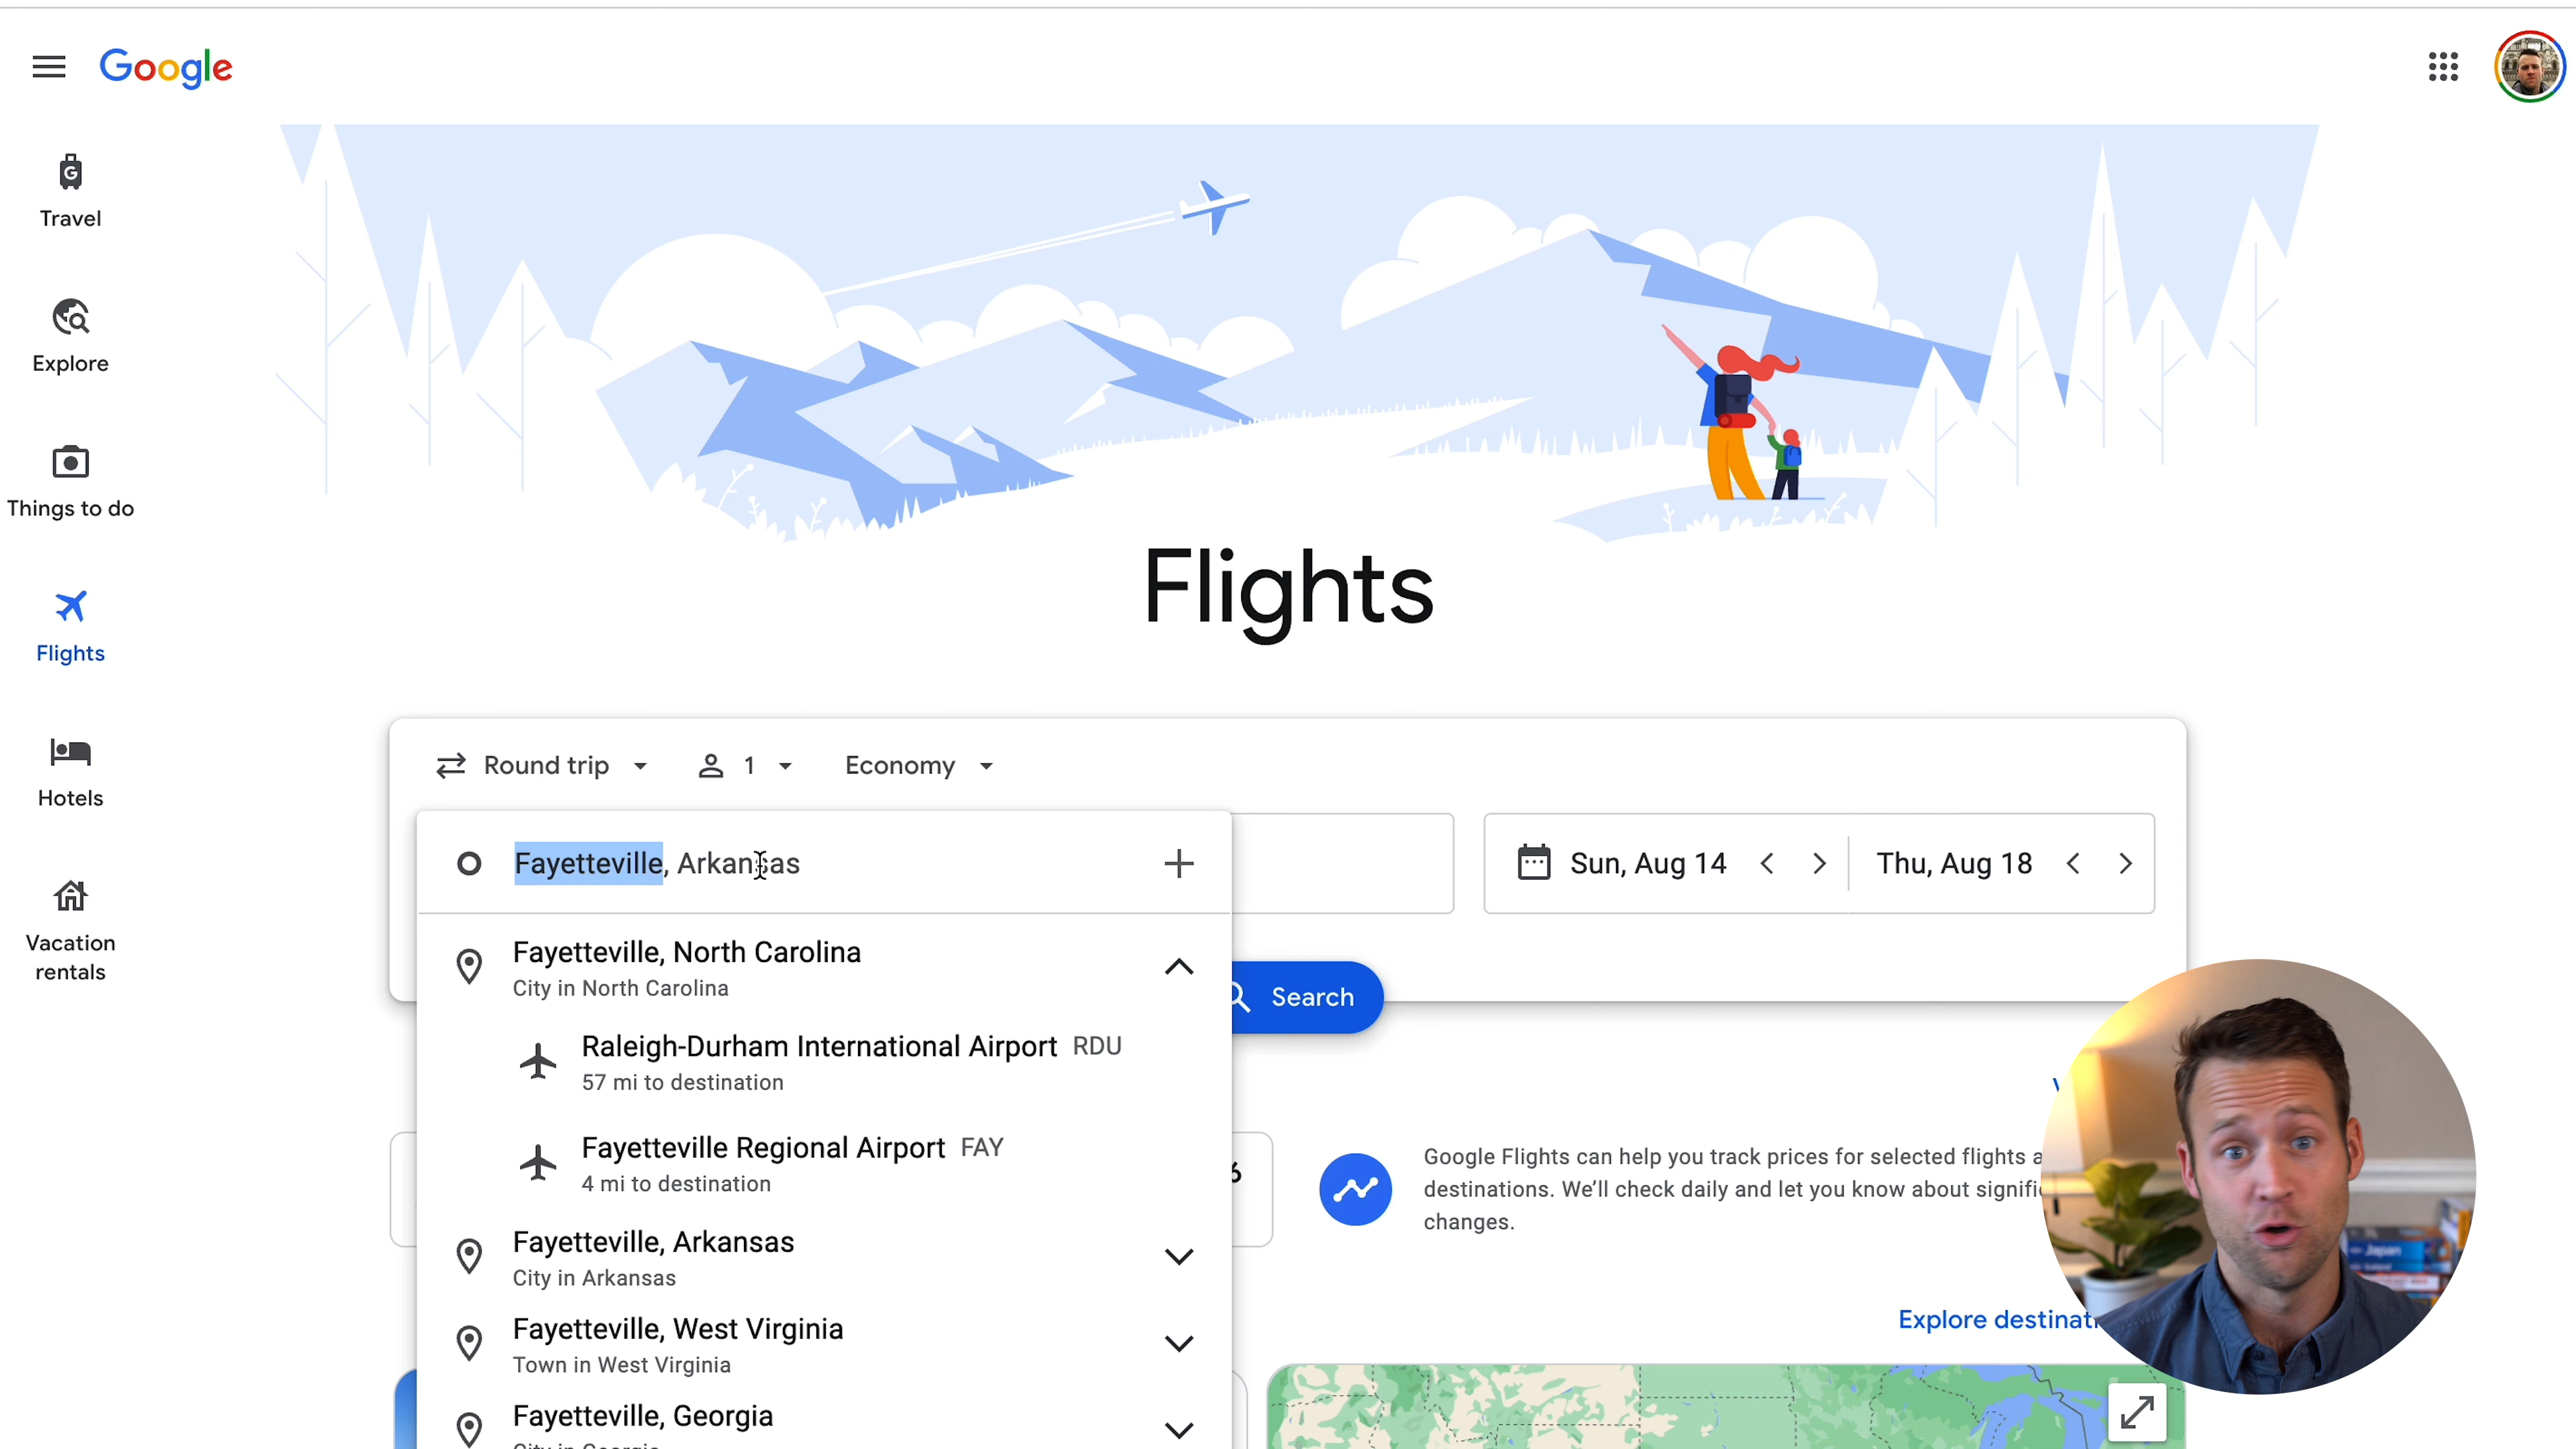 Google
Travel
Explore
Things to do
Flights
Hotels
Vacation
rentals
Flights
Round trip
1
Economy
Fayetteville, Arkansas
Sun, Aug 14
Thu, Aug 18
Fayetteville, North Carolina
City in North Carolina
Search
Raleigh-Durham International Airport RDU
57 mi to destination
Fayetteville Regional Airport FAY
4 mi to destination
Fayetteville, Arkansas
City in Arkansas
Fayetteville, West Virginia
Town in West Virginia
Fayetteville, Georgia
City in Georgia
Google Flights can help you track prices for selected flights
destinations. We'll check daily and let you know about
changes.
Explore
Japan